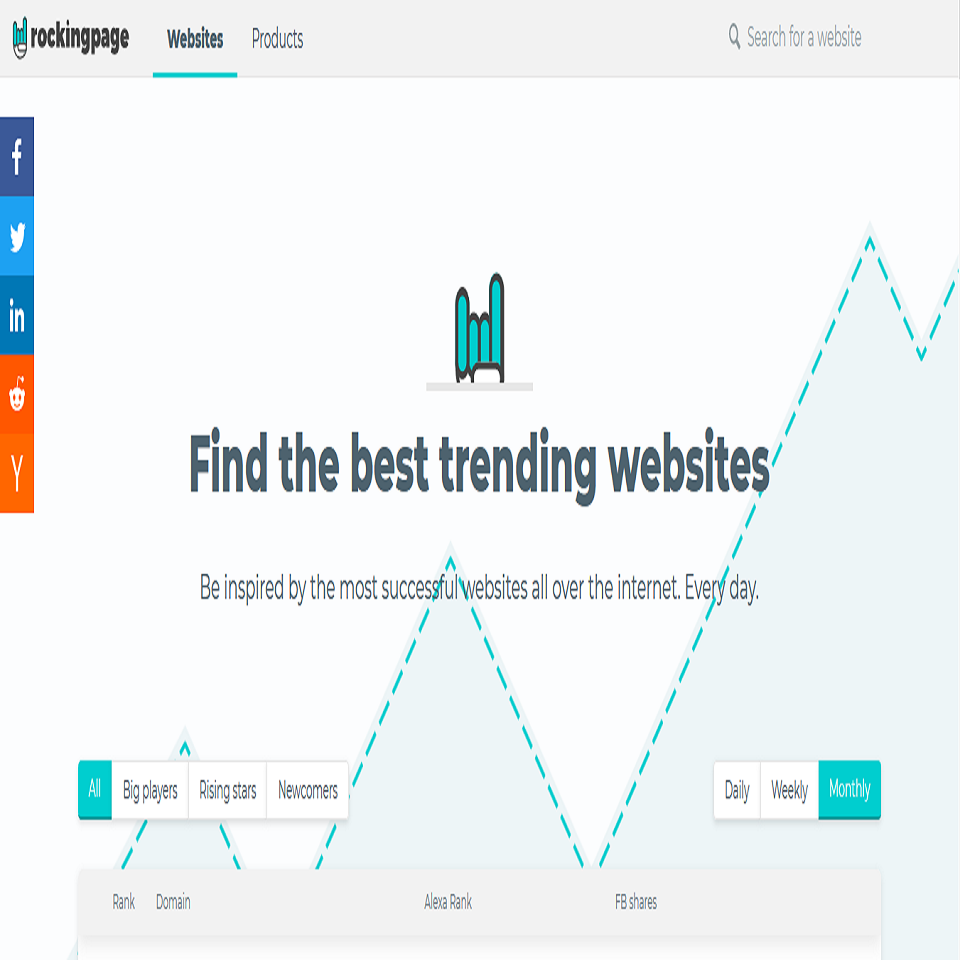 rockingpage Websites Products Search for a website
Find the best trending websites
Be inspired by the most successful websites all over the internet. Every day.
All Big players Rising stars Newcomers Daily Weekly Monthly
Rank Domain Alexa Rank FB shares